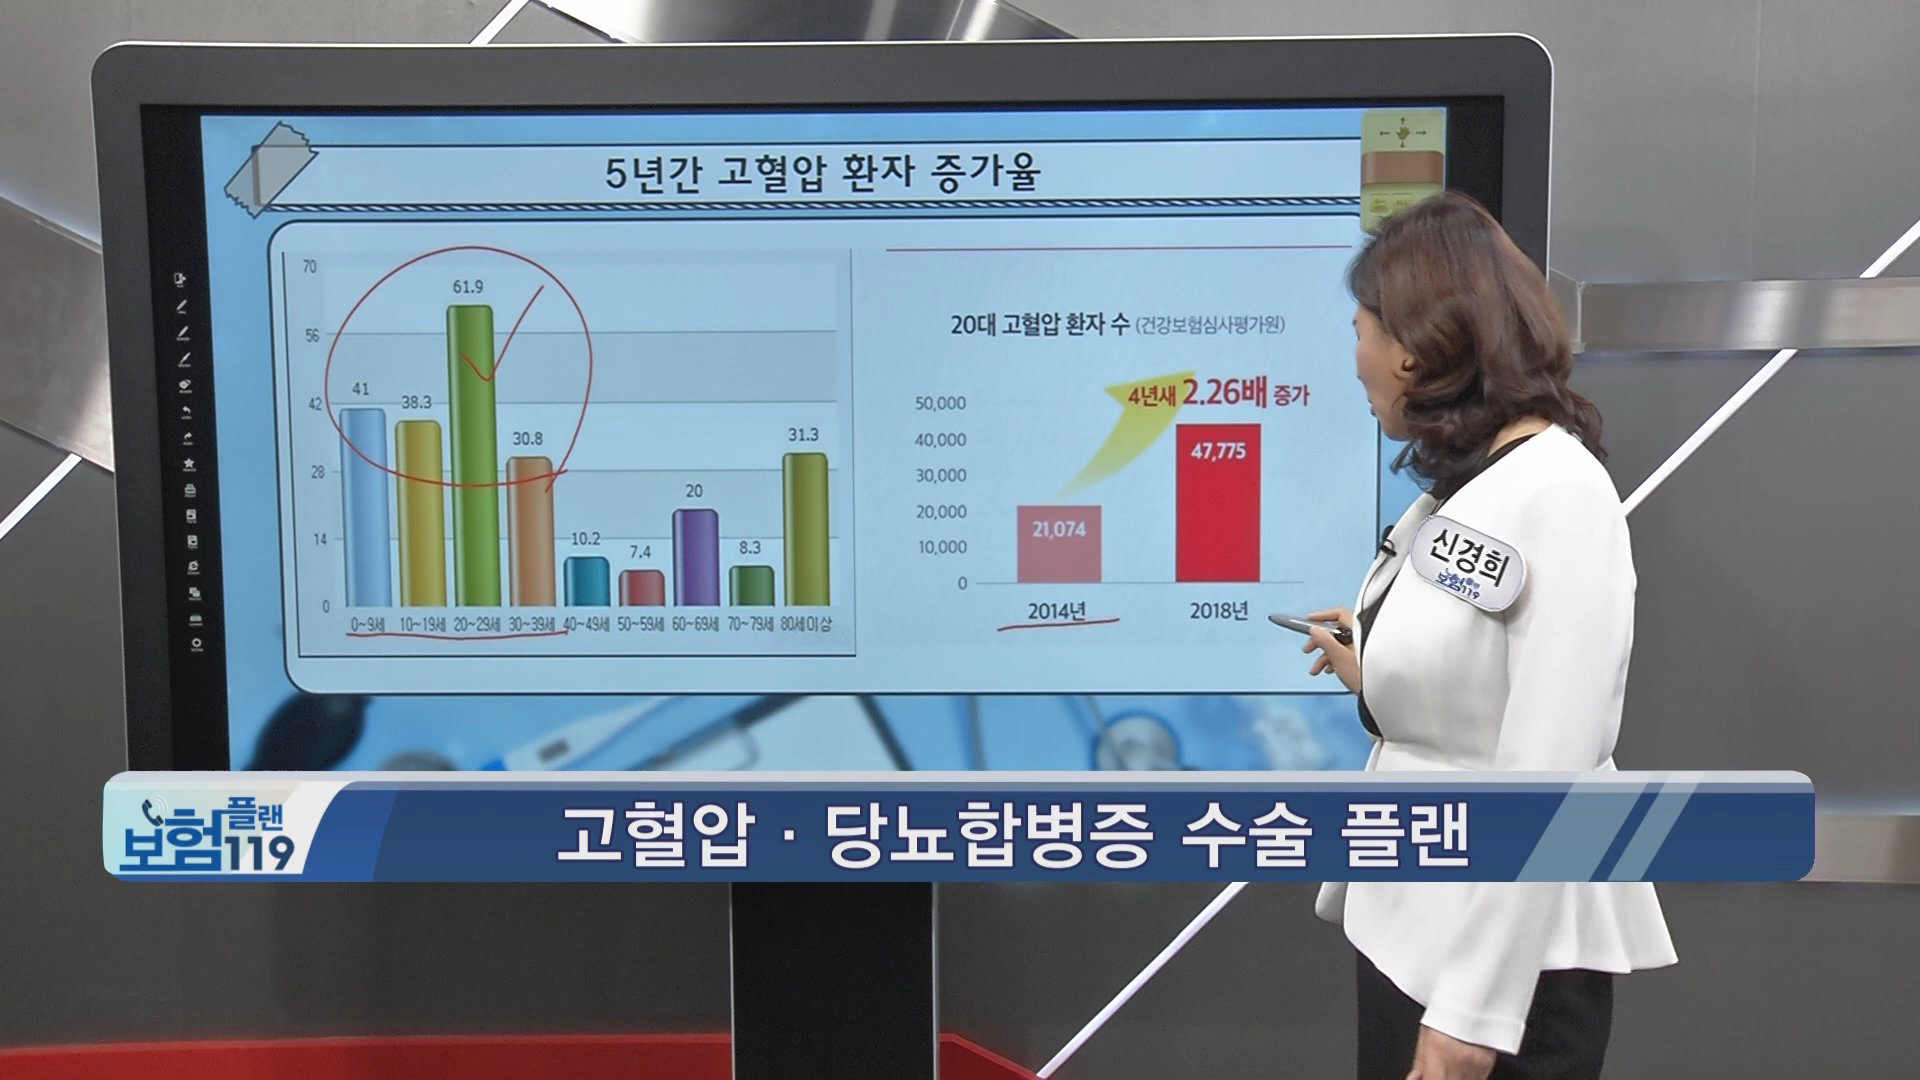 5년간 고혈압 환자 증가율
70
56
42
28
14
0
41
38.3
61.9
30.8
10.2
7.4
20
8.3
31.3
0~9세 10~19세 20~29세 30~39세 40~49세 50~59세 60~69세 70~79세 80세이상
20대 고혈압 환자 수 (건강보험심사평가원)
4년새 2.26배 증가
50,000
40,000
30,000
20,000
10,000
0
21,074
47,775
2014년 2018년
신경희
보험플랜119
보험플랜119
고혈압 · 당뇨합병증 수술 플랜